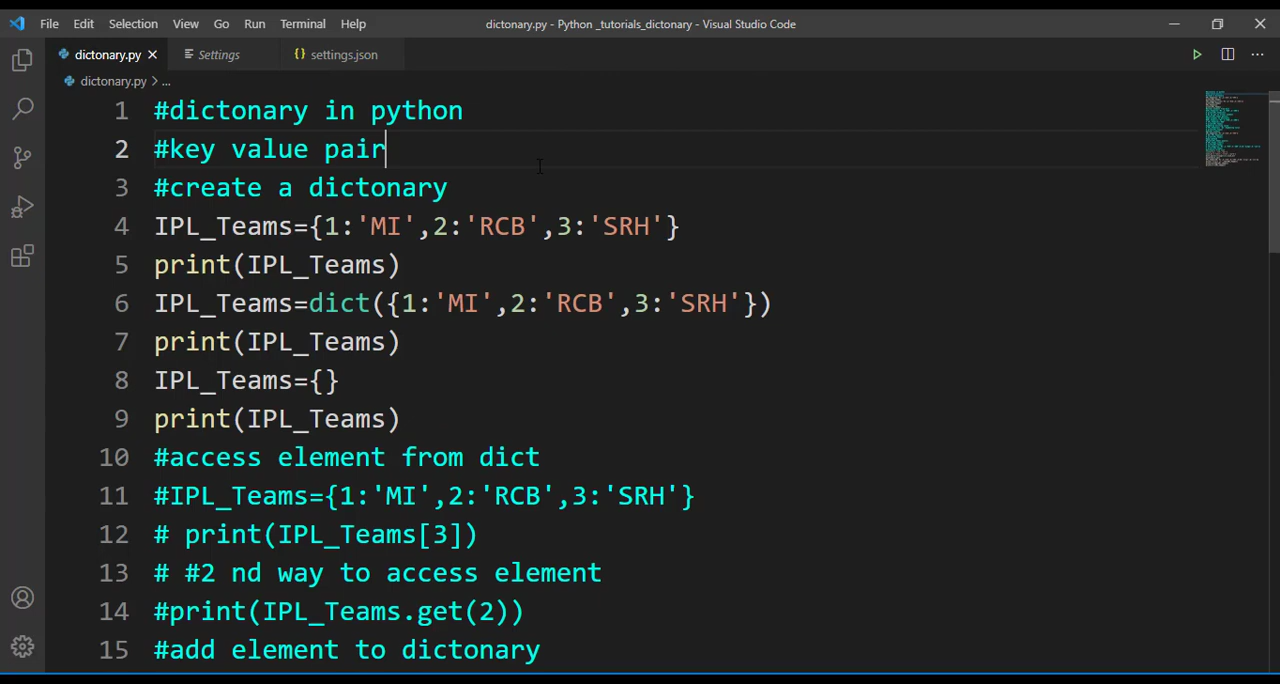 File Edit Selection View Go Run Terminal Help dictonary.py - Python _tutorials_dictonary - Visual Studio Code
dictonary.py Settings settings.json
dictonary.py > ...
1 #dictonary in python
2 #key value pair
3 #create a dictonary
4 IPL_Teams={1:'MI',2:'RCB',3:'SRH'}
5 print(IPL_Teams)
6 IPL_Teams=dict({1:'MI',2:'RCB',3:'SRH'})
7 print(IPL_Teams)
8 IPL_Teams={}
9 print(IPL_Teams)
10 #access element from dict
11 #IPL_Teams={1:'MI',2:'RCB',3:'SRH'}
12 # print(IPL_Teams[3])
13 # #2 nd way to access element
14 #print(IPL_Teams.get(2))
15 #add element to dictonary